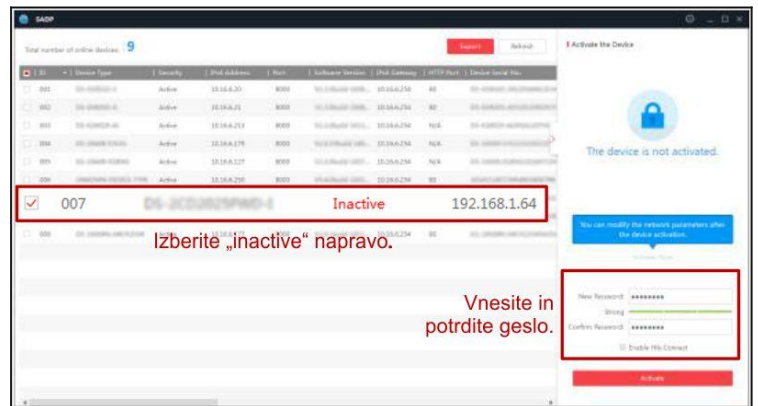 SADP
Total number of online devices: 9
Export Refresh
ID Device Type Security IPv4 Address Port Software Version IPv4 Gateway HTTP Port Device Serial No.
001 Active 10.16.6.20 8000 10.16.6.254 80
002 Active 10.16.6.21 8000 10.16.6.254 80
003 Active 10.16.6.213 8000 10.16.6.254 N/A
004 Active 10.16.6.179 8000 10.16.6.254 N/A
005 Active 10.16.6.127 8000 10.16.6.254 N/A
006 Active 10.16.6.250 8000 10.16.6.254 80
007 DS-2CD2025FWD-I Inactive 192.168.1.64
Izberite „inactive“ napravo.
Vnesite in
potrdite geslo.
Activate the Device
The device is not activated.
You can modify the network parameters after
the device activation.
Activate Now
New Password:
Strong
Confirm Password:
Enable Hik-Connect
Activate